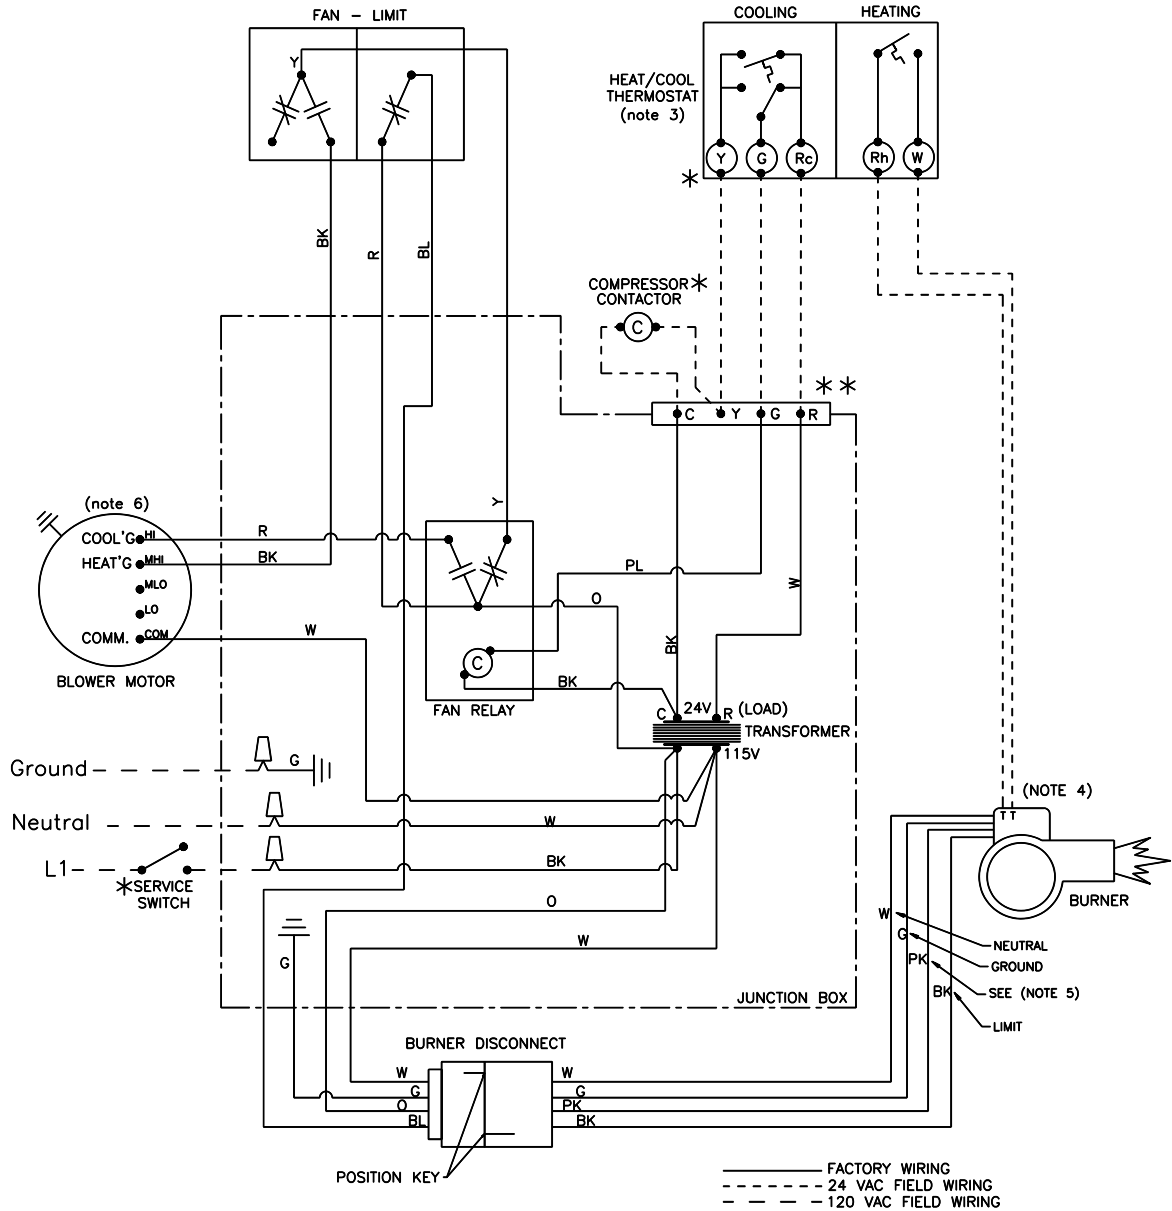 FAN - LIMIT
COOLING
HEATING
Y
HEAT/COOL
THERMOSTAT
(note 3)
Y
G
Rc
Rh
W
*
BK
R
BL
COMPRESSOR *
CONTACTOR
C
* *
C
Y
G
R
(note 6)
Y
COOL'G
HI
R
HEAT'G
MHI
BK
MLO
LO
COMM.
COM
W
BLOWER MOTOR
PL
W
O
BK
C
BK
FAN RELAY
C
24V
R
(LOAD)
TRANSFORMER
115V
Ground
G
Neutral
W
L1
BK
*SERVICE
SWITCH
O
W
G
JUNCTION BOX
(NOTE 4)
T T
BURNER
W
NEUTRAL
G
GROUND
PK
SEE (NOTE 5)
BK
LIMIT
BURNER DISCONNECT
W
W
G
G
O
PK
BL
BK
POSITION KEY
FACTORY WIRING
24 VAC FIELD WIRING
120 VAC FIELD WIRING